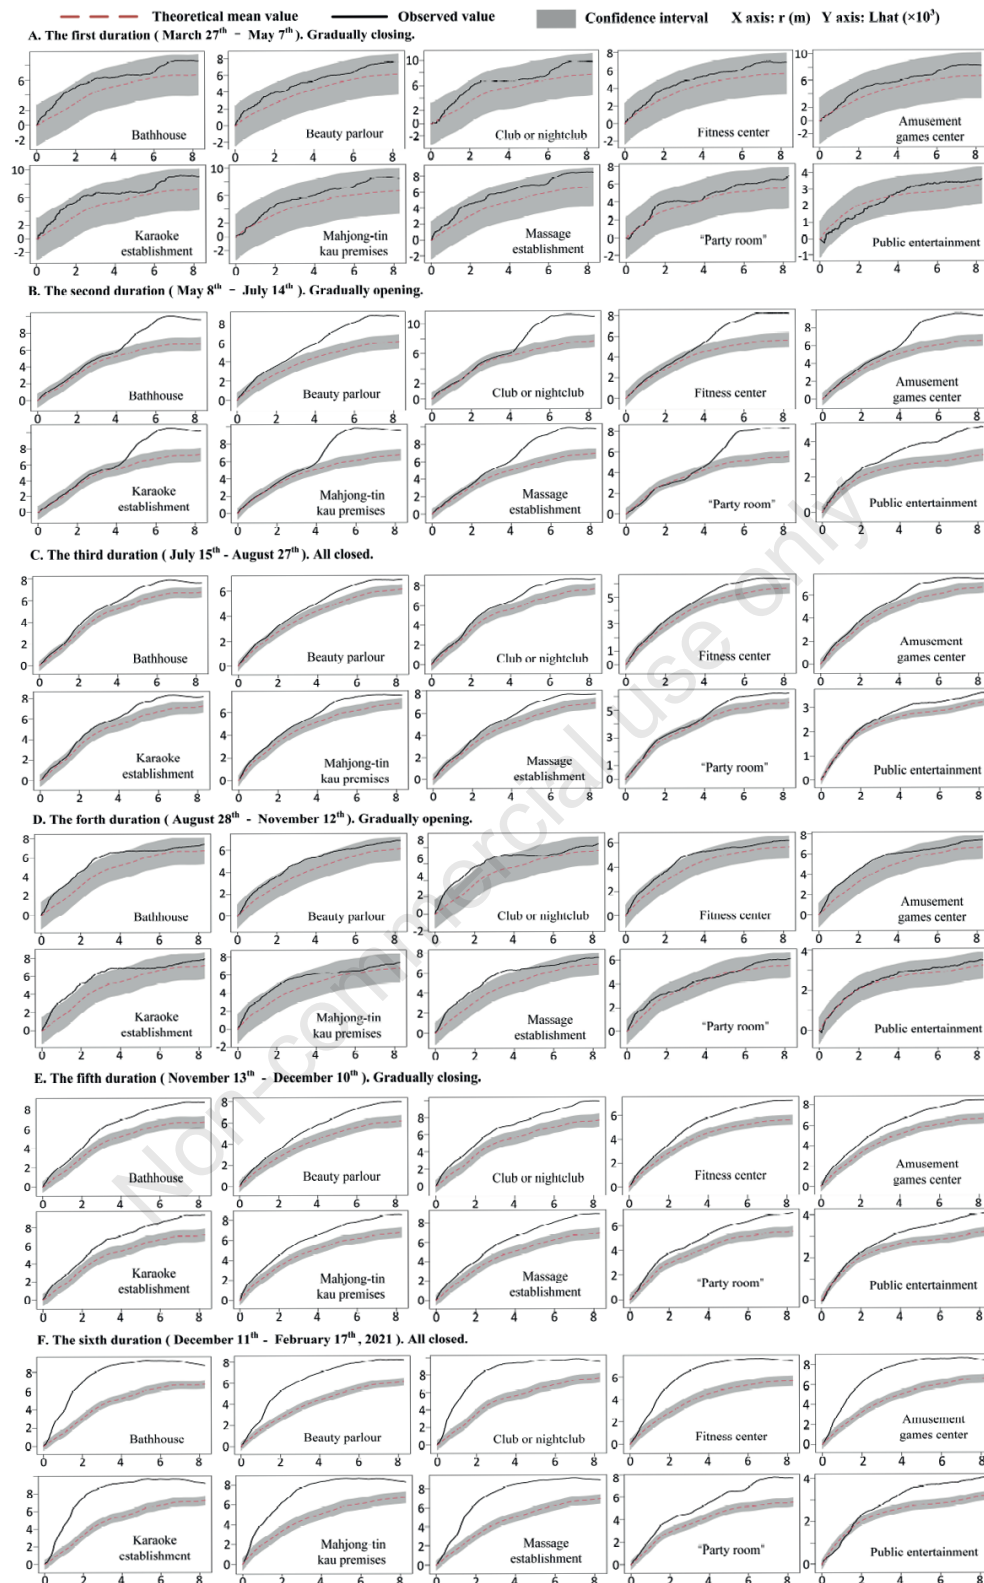 Theoretical mean value Observed value Confidence interval X axis: r (m) Y axis: Lhat (×10³)
A. The first duration ( March 27th – May 7th ). Gradually closing.
Bathhouse
Beauty parlour
Club or nightclub
Fitness center
Amusement
games center
Karaoke
establishment
Mahjong-tin
kau premises
Massage
establishment
"Party room"
Public entertainment
B. The second duration ( May 8th – July 14th ). Gradually opening.
Bathhouse
Beauty parlour
Club or nightclub
Fitness center
Amusement
games center
Karaoke
establishment
Mahjong-tin
kau premises
Massage
establishment
"Party room"
Public entertainment
C. The third duration ( July 15th - August 27th ). All closed.
Bathhouse
Beauty parlour
Club or nightclub
Fitness center
Amusement
games center
Karaoke
establishment
Mahjong-tin
kau premises
Massage
establishment
"Party room"
Public entertainment
D. The forth duration ( August 28th - November 12th ). Gradually opening.
Bathhouse
Beauty parlour
Club or nightclub
Fitness center
Amusement
games center
Karaoke
establishment
Mahjong-tin
kau premises
Massage
establishment
"Party room"
Public entertainment
E. The fifth duration ( November 13th - December 10th ). Gradually closing.
Bathhouse
Beauty parlour
Club or nightclub
Fitness center
Amusement
games center
Karaoke
establishment
Mahjong-tin
kau premises
Massage
establishment
"Party room"
Public entertainment
F. The sixth duration ( December 11th - February 17th , 2021 ). All closed.
Bathhouse
Beauty parlour
Club or nightclub
Fitness center
Amusement
games center
Karaoke
establishment
Mahjong-tin
kau premises
Massage
establishment
"Party room"
Public entertainment
Non-commercial use only